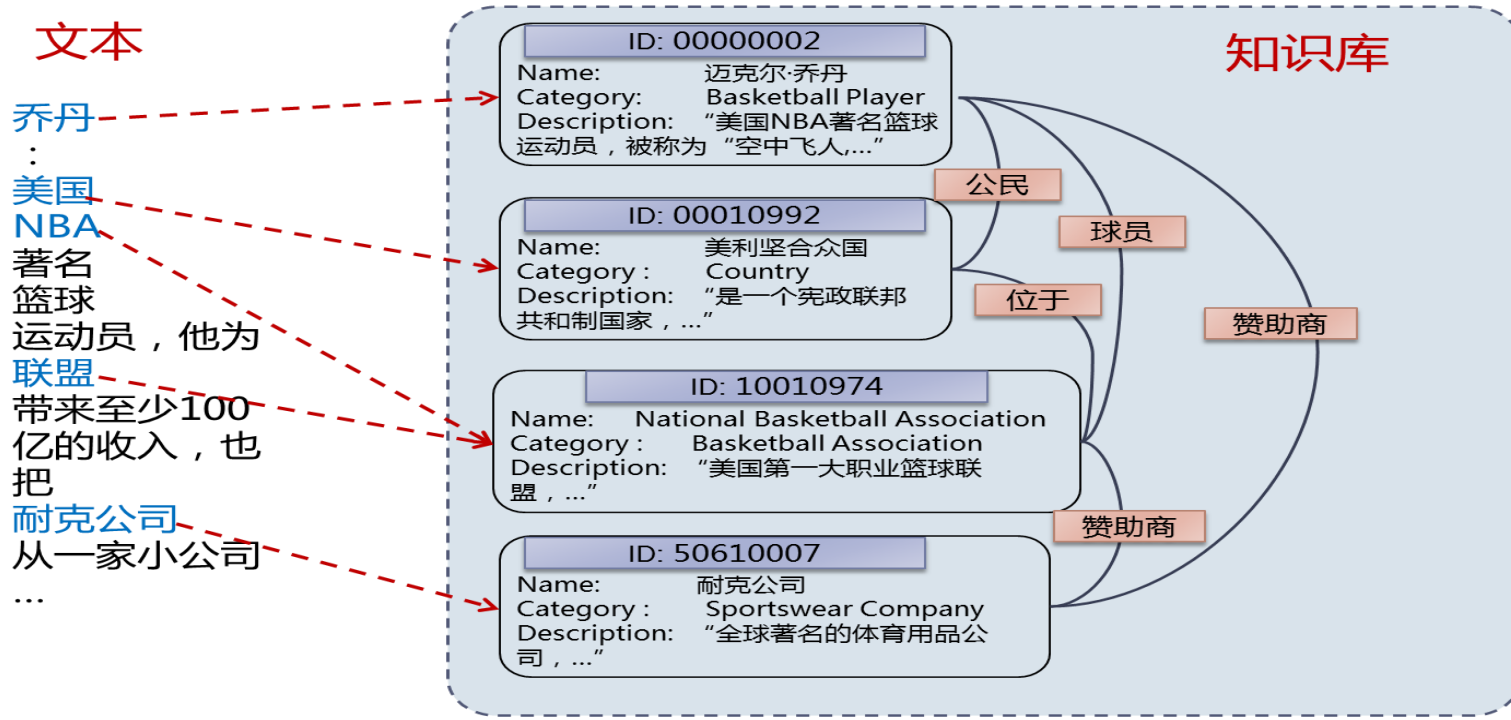 文本
乔丹
：
美国
NBA
著名
篮球
运动员，他为
联盟
带来至少100
亿的收入，也
把
耐克公司
从一家小公司
...
知识库
ID: 00000002
Name: 迈克尔·乔丹
Category: Basketball Player
Description: “美国NBA著名篮球
运动员，被称为“空中飞人,...”
ID: 00010992
Name: 美利坚合众国
Category : Country
Description: “是一个宪政联邦
共和制国家，...”
ID: 10010974
Name: National Basketball Association
Category : Basketball Association
Description: “美国第一大职业篮球联
盟，...”
ID: 50610007
Name: 耐克公司
Category : Sportswear Company
Description: “全球著名的体育用品公
司，...”
公民
球员
位于
赞助商
赞助商